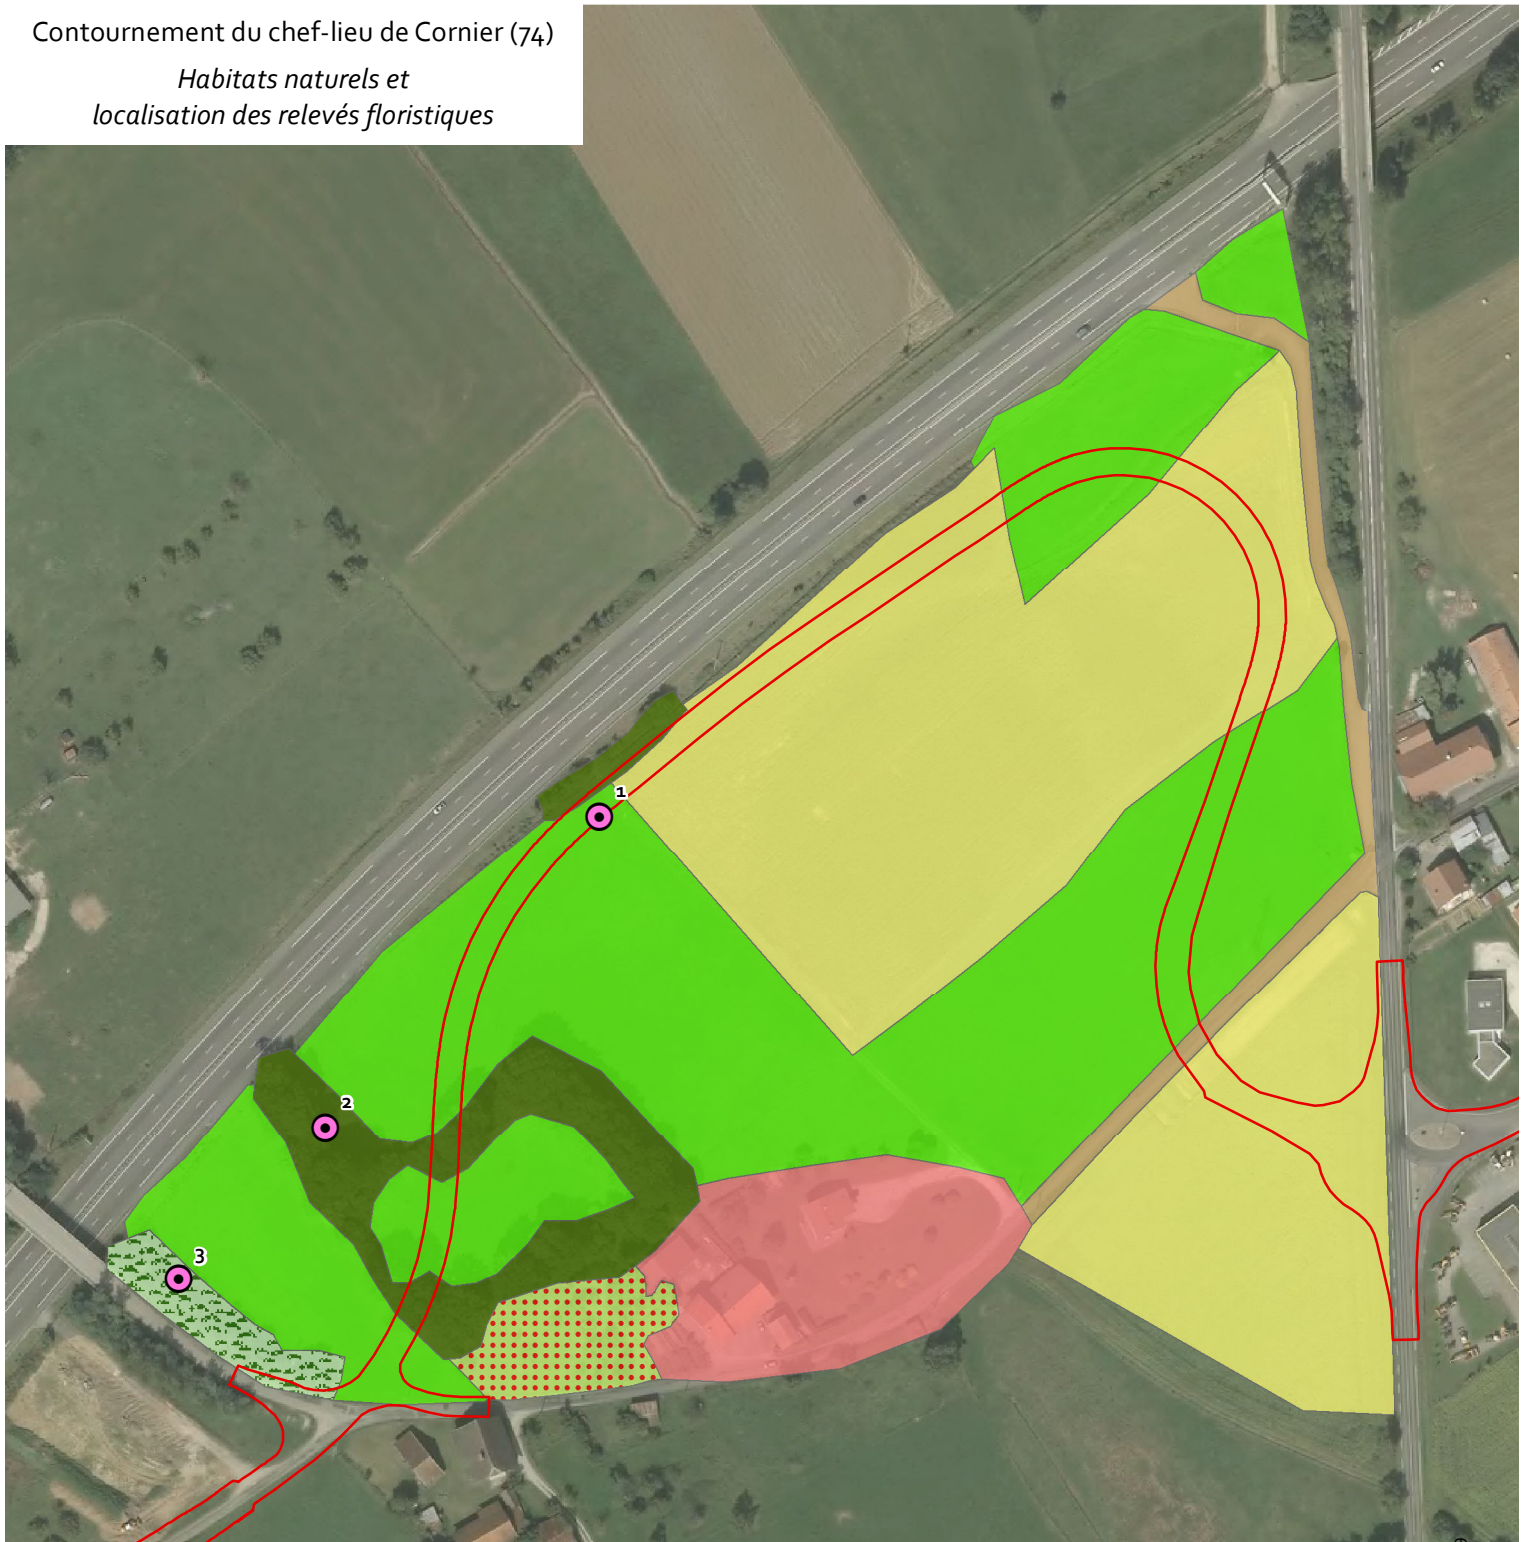 Contournement du chef-lieu de Cornier (74)
Habitats naturels et
localisation des relevés floristiques
1
2
3